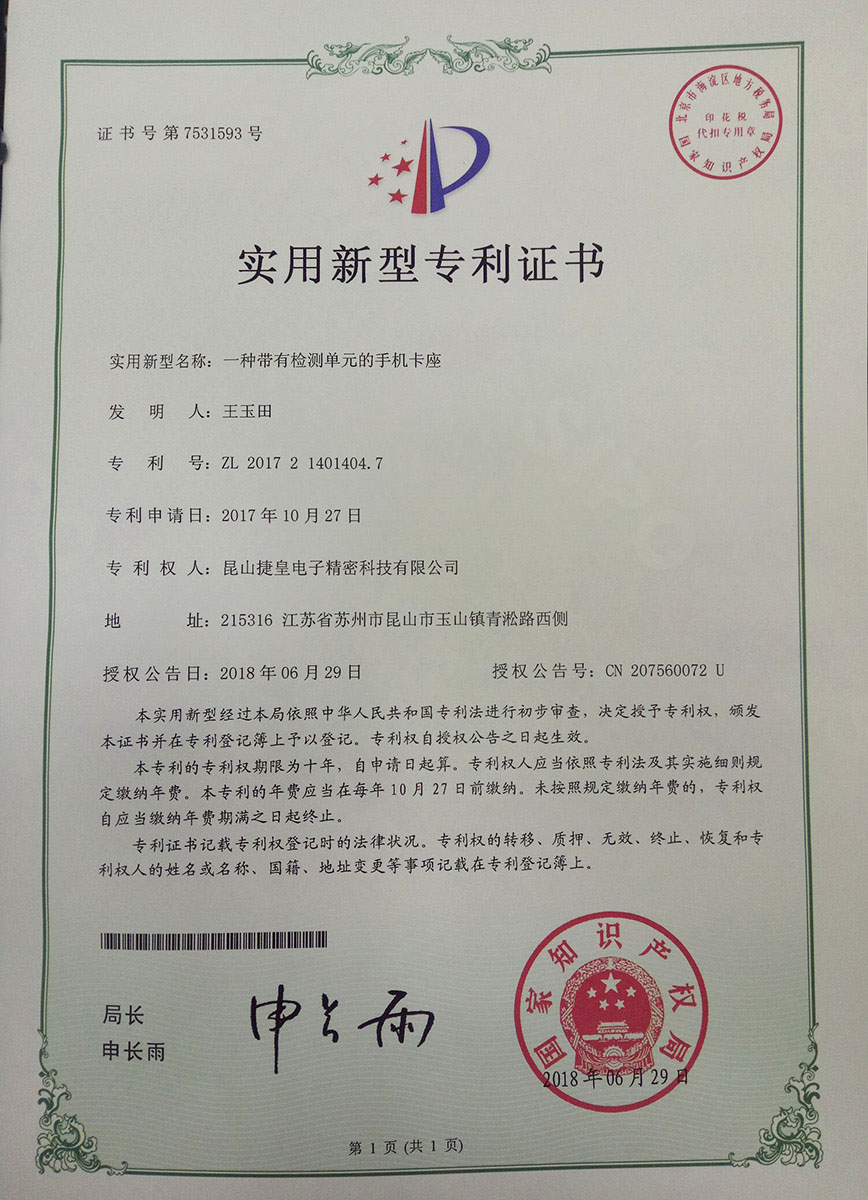 证书号第7531593号
北京市海淀区地方税务局
印花税
代扣专用章
国家知识产权局
实用新型专利证书
实用新型名称：一种带有检测单元的手机卡座
发明人：王玉田
专利号：ZL 2017 2 1401404.7
专利申请日：2017年10月27日
专利权人：昆山捷皇电子精密科技有限公司
地址：215316 江苏省苏州市昆山市玉山镇青淞路西侧
授权公告日：2018年06月29日 授权公告号：CN 207560072 U
本实用新型经过本局依照中华人民共和国专利法进行初步审查，决定授予专利权，颁发
本证书并在专利登记簿上予以登记。专利权自授权公告之日起生效。
本专利的专利权期限为十年，自申请日起算。专利权人应当依照专利法及其实施细则规
定缴纳年费。本专利的年费应当在每年10月27日前缴纳。未按照规定缴纳年费的，专利权
自应当缴纳年费期满之日起终止。
专利证书记载专利权登记时的法律状况。专利权的转移、质押、无效、终止、恢复和专
利权人的姓名或名称、国籍、地址变更等事项记载在专利登记簿上。
局长
申长雨
申长雨
国家知识产权局
2018年06月29日
第1页(共1页)